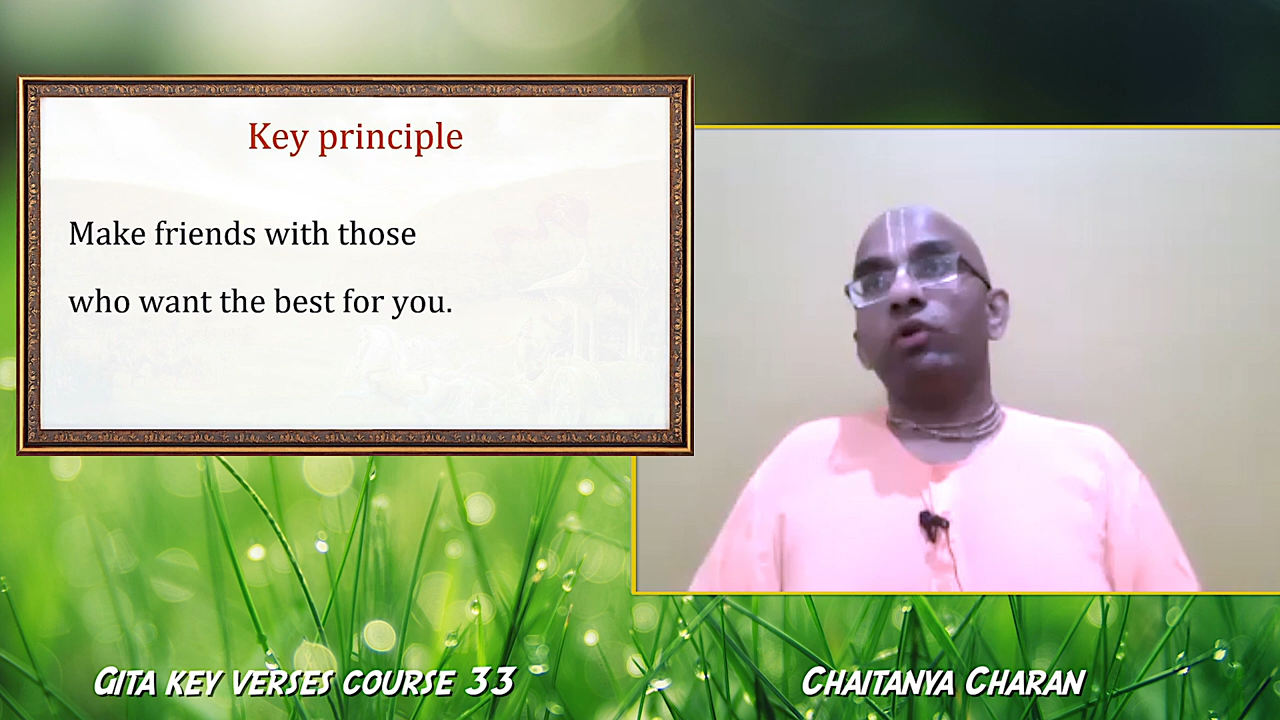 Key principle
Make friends with those
who want the best for you.
Gita key verses course 33
Chaitanya Charan